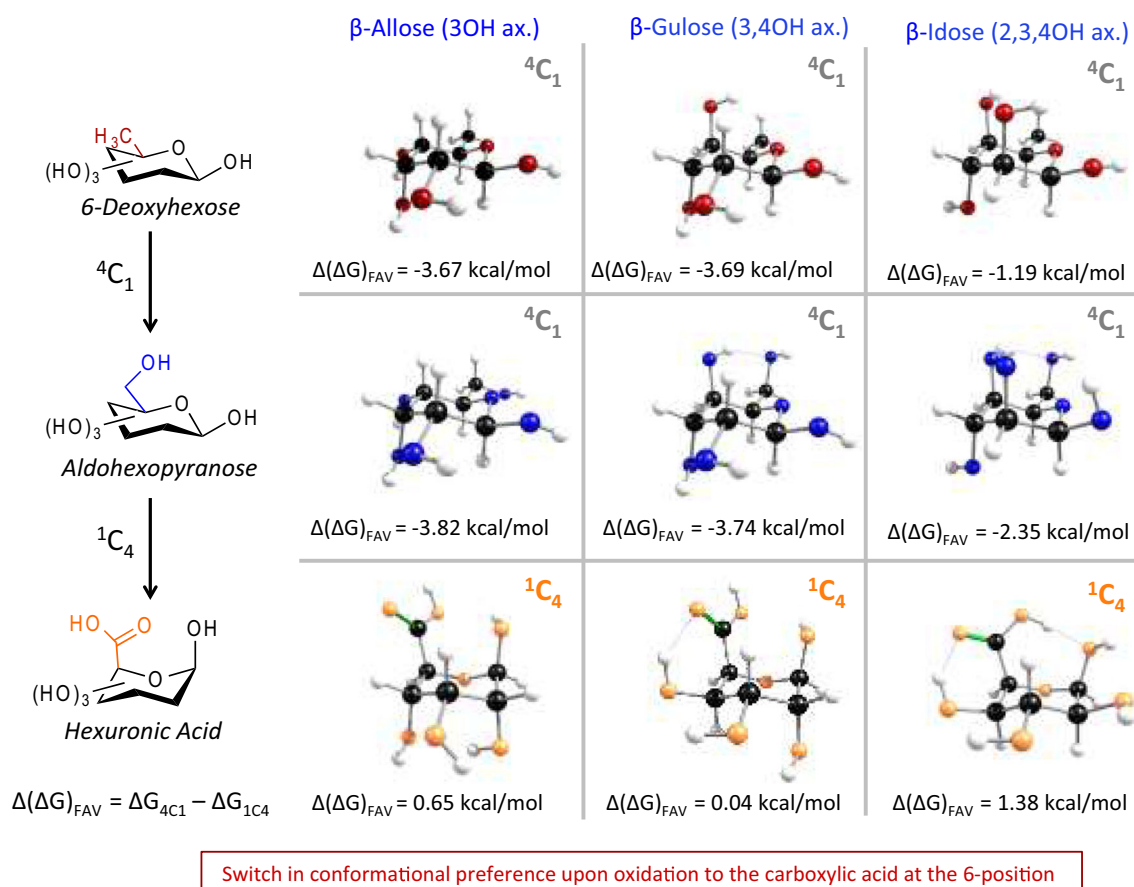 β-Allose (3OH ax.)
β-Gulose (3,4OH ax.)
β-Idose (2,3,4OH ax.)
⁴C₁
⁴C₁
⁴C₁
H₃C
O
(HO)₃
OH
6-Deoxyhexose
Δ(ΔG)FAV = -3.67 kcal/mol
Δ(ΔG)FAV = -3.69 kcal/mol
Δ(ΔG)FAV = -1.19 kcal/mol
⁴C₁
⁴C₁
⁴C₁
⁴C₁
OH
O
(HO)₃
OH
Aldohexopyranose
Δ(ΔG)FAV = -3.82 kcal/mol
Δ(ΔG)FAV = -3.74 kcal/mol
Δ(ΔG)FAV = -2.35 kcal/mol
¹C₄
¹C₄
¹C₄
¹C₄
HO
O
OH
(HO)₃
O
Hexuronic Acid
Δ(ΔG)FAV = ΔG4C1 – ΔG1C4
Δ(ΔG)FAV = 0.65 kcal/mol
Δ(ΔG)FAV = 0.04 kcal/mol
Δ(ΔG)FAV = 1.38 kcal/mol
Switch in conformational preference upon oxidation to the carboxylic acid at the 6-position